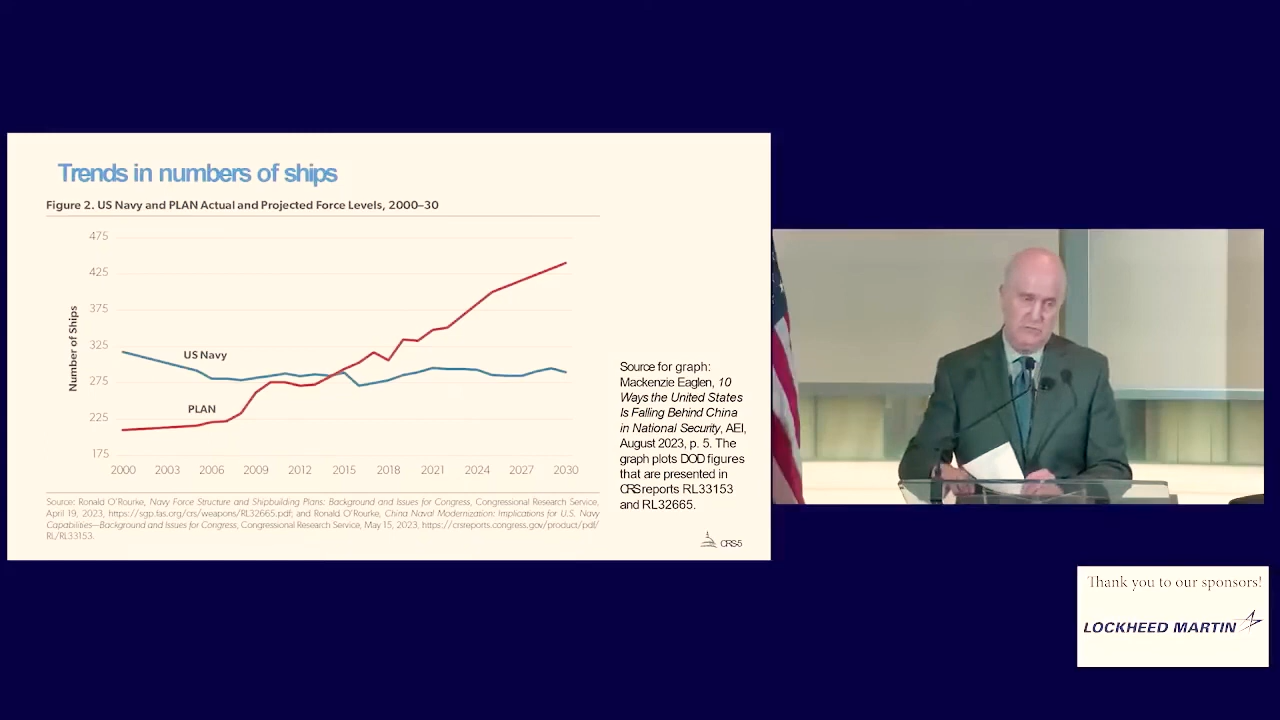 Trends in numbers of ships
Figure 2. US Navy and PLAN Actual and Projected Force Levels, 2000–30
475
425
375
325
275
225
175
Number of Ships
US Navy
PLAN
2000 2003 2006 2009 2012 2015 2018 2021 2024 2027 2030
Source: Ronald O'Rourke, Navy Force Structure and Shipbuilding Plans: Background and Issues for Congress, Congressional Research Service,
April 19, 2023, https://sgp.fas.org/crs/weapons/RL32665.pdf; and Ronald O'Rourke, China Naval Modernization: Implications for U.S. Navy
Capabilities—Background and Issues for Congress, Congressional Research Service, May 15, 2023, https://crsreports.congress.gov/product/pdf/
RL/RL33153.
Source for graph:
Mackenzie Eaglen, 10
Ways the United States
Is Falling Behind China
in National Security, AEI,
August 2023, p. 5. The
graph plots DOD figures
that are presented in
CRS reports RL33153
and RL32665.
CRS-5
Thank you to our sponsors!
LOCKHEED MARTIN